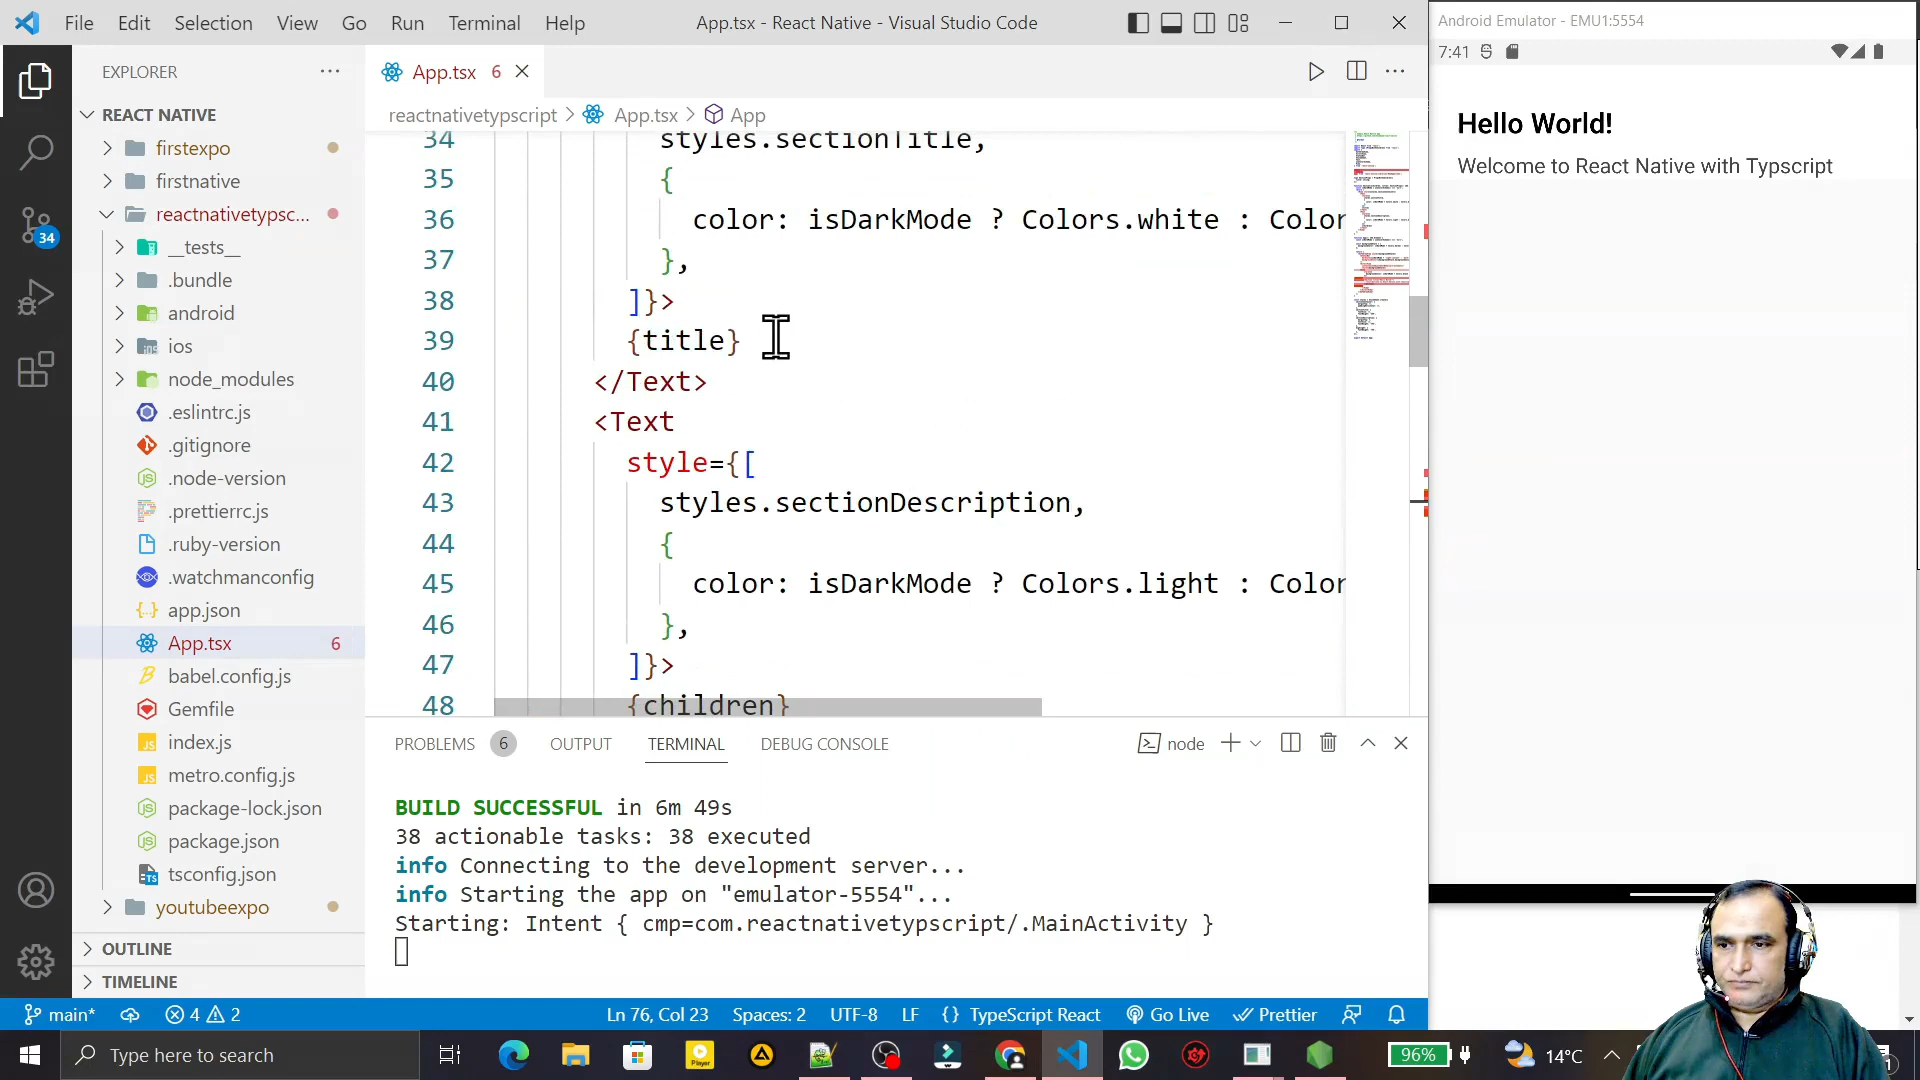 File Edit Selection View Go Run Terminal Help
App.tsx - React Native - Visual Studio Code
EXPLORER
REACT NATIVE
firstexpo
firstnative
reactnativetypsc...
__tests__
.bundle
android
ios
node_modules
.eslintrc.js
.gitignore
.node-version
.prettierrc.js
.ruby-version
.watchmanconfig
app.json
App.tsx 6
babel.config.js
Gemfile
index.js
metro.config.js
package-lock.json
package.json
tsconfig.json
youtubeexpo
OUTLINE
TIMELINE
34
App.tsx 6
reactnativetypescript > App.tsx > App
34 styles.sectionTitle,
35 {
36 color: isDarkMode ? Colors.white : Color
37 },
38 ]}>
39 {title}
40 </Text>
41 <Text
42 style={[
43 styles.sectionDescription,
44 {
45 color: isDarkMode ? Colors.light : Color
46 },
47 ]}>
48 {children}
PROBLEMS 6 OUTPUT TERMINAL DEBUG CONSOLE
node
BUILD SUCCESSFUL in 6m 49s
38 actionable tasks: 38 executed
info Connecting to the development server...
info Starting the app on "emulator-5554"...
Starting: Intent { cmp=com.reactnativetypscript/.MainActivity }
main* 4 2
Ln 76, Col 23 Spaces: 2 UTF-8 LF {} TypeScript React Go Live Prettier
Android Emulator - EMU1:5554
7:41
Hello World!
Welcome to React Native with Typscript
Type here to search
Player
96%
14°C